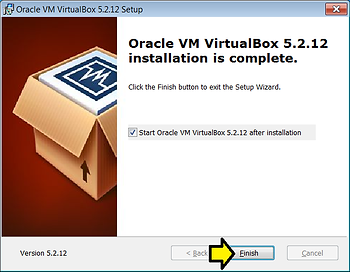 Oracle VM VirtualBox 5.2.12 Setup
Oracle VM VirtualBox 5.2.12
installation is complete.
Click the Finish button to exit the Setup Wizard.
Start Oracle VM VirtualBox 5.2.12 after installation
Version 5.2.12
< Back
Finish
Cancel